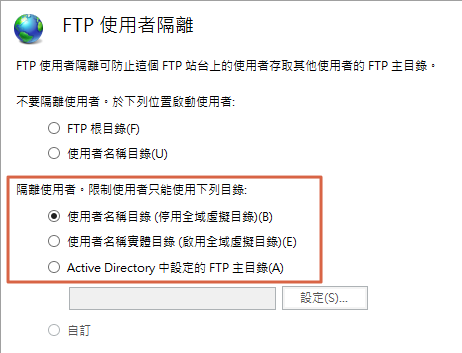 FTP 使用者隔離
FTP 使用者隔離可防止這個 FTP 站台上的使用者存取其他使用者的 FTP 主目錄。
不要隔離使用者。於下列位置啟動使用者:
FTP 根目錄(F)
使用者名稱目錄(U)
隔離使用者。限制使用者只能使用下列目錄:
使用者名稱目錄 (停用全域虛擬目錄)(B)
使用者名稱實體目錄 (啟用全域虛擬目錄)(E)
Active Directory 中設定的 FTP 主目錄(A)
設定(S)...
自訂